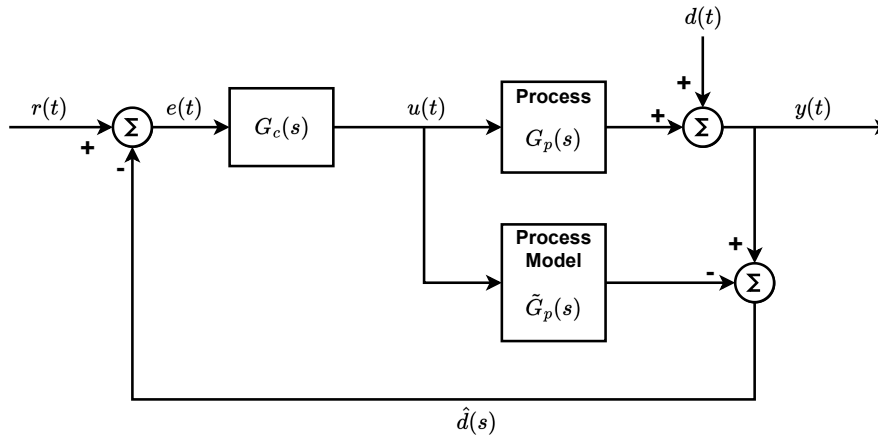 d(t)
+
r(t)
e(t)
u(t)
Process
+
y(t)
Σ
G_c(s)
G_p(s)
Σ
+
-
Process
Model
+
-
Σ
G̃_p(s)
d̂(s)